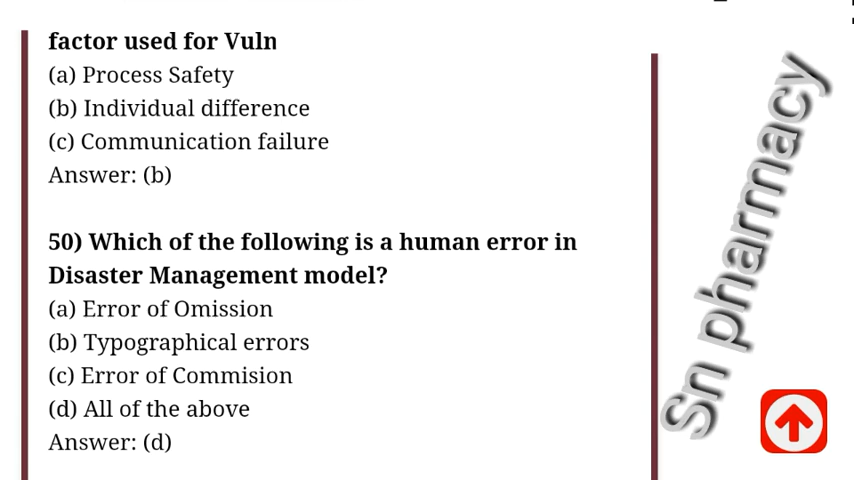 factor used for Vuln
(a) Process Safety
(b) Individual difference
(c) Communication failure
Answer: (b)
50) Which of the following is a human error in
Disaster Management model?
(a) Error of Omission
(b) Typographical errors
(c) Error of Commision
(d) All of the above
Answer: (d)
Sn pharmacy